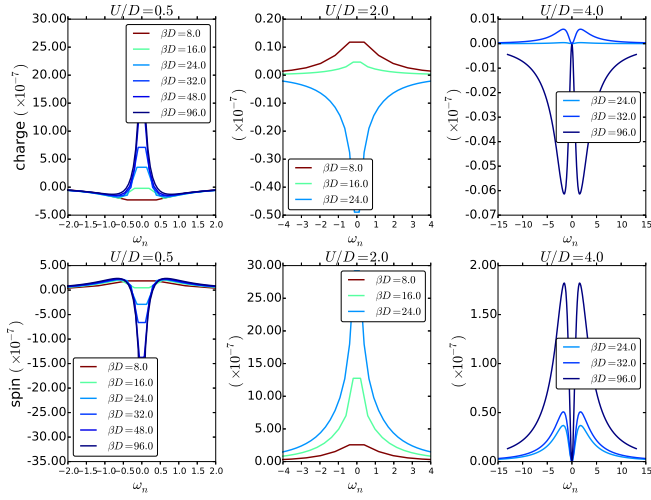 U/D=0.5
30.00
25.00
20.00
15.00
10.00
5.00
0.00
−5.00
charge ( ×10⁻⁷)
βD=8.0
βD=16.0
βD=24.0
βD=32.0
βD=48.0
βD=96.0
−2.0 −1.5 −1.0 −0.5 0.0 0.5 1.0 1.5 2.0
ωₙ
U/D=2.0
0.20
0.10
0.00
−0.10
−0.20
−0.30
−0.40
−0.50
( ×10⁻⁷)
βD=8.0
βD=16.0
βD=24.0
−4 −3 −2 −1 0 1 2 3 4
ωₙ
U/D=4.0
0.01
0.00
−0.01
−0.02
−0.03
−0.04
−0.05
−0.06
−0.07
( ×10⁻⁷)
βD=24.0
βD=32.0
βD=96.0
−15 −10 −5 0 5 10 15
ωₙ
U/D=0.5
5.00
0.00
−5.00
−10.00
−15.00
−20.00
−25.00
−30.00
−35.00
spin ( ×10⁻⁷)
βD=8.0
βD=16.0
βD=24.0
βD=32.0
βD=48.0
βD=96.0
−2.0 −1.5 −1.0 −0.5 0.0 0.5 1.0 1.5 2.0
ωₙ
U/D=2.0
30.00
25.00
20.00
15.00
10.00
5.00
0.00
( ×10⁻⁷)
βD=8.0
βD=16.0
βD=24.0
−4 −3 −2 −1 0 1 2 3 4
ωₙ
U/D=4.0
2.00
1.50
1.00
0.50
0.00
( ×10⁻⁷)
βD=24.0
βD=32.0
βD=96.0
−15 −10 −5 0 5 10 15
ωₙ